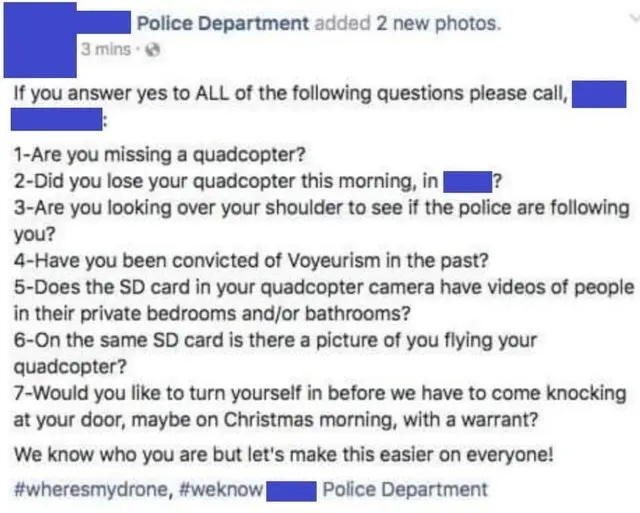 Police Department added 2 new photos.
3 mins ·
If you answer yes to ALL of the following questions please call,
:
1-Are you missing a quadcopter?
2-Did you lose your quadcopter this morning, in ?
3-Are you looking over your shoulder to see if the police are following
you?
4-Have you been convicted of Voyeurism in the past?
5-Does the SD card in your quadcopter camera have videos of people
in their private bedrooms and/or bathrooms?
6-On the same SD card is there a picture of you flying your
quadcopter?
7-Would you like to turn yourself in before we have to come knocking
at your door, maybe on Christmas morning, with a warrant?
We know who you are but let's make this easier on everyone!
#wheresmydrone, #weknow Police Department